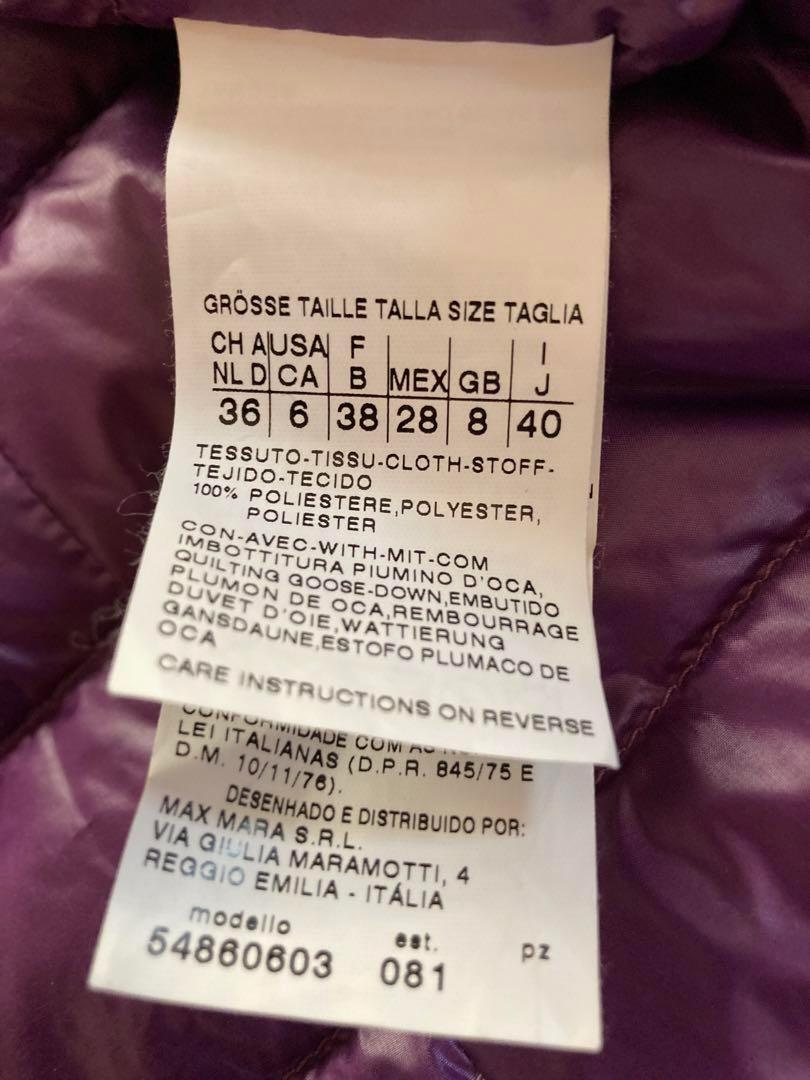 GRÖSSE TAILLE TALLA SIZE TAGLIA
CH A USA F I
NL D CA B MEX GB J
36 6 38 28 8 40
TESSUTO-TISSU-CLOTH-STOFF-
TEJIDO-TECIDO
100% POLIESTERE,POLYESTER,
POLIESTER
CON-AVEC-WITH-MIT-COM
IMBOTTITURA PIUMINO D'OCA,
QUILTING GOOSE-DOWN,EMBUTIDO
PLUMON DE OCA,REMBOURRAGE
DUVET D'OIE,WATTIERUNG
GANSDAUNE,ESTOFO PLUMACO DE
OCA
CARE INSTRUCTIONS ON REVERSE
CONFORMIDADE COM
LEI ITALIANAS (D.P.R. 845/75 E
D.M. 10/11/76).
DESENHADO E DISTRIBUIDO POR:
MAX MARA S.R.L.
VIA GIULIA MARAMOTTI, 4
REGGIO EMILIA - ITÁLIA
modello est. pz
54860603 081